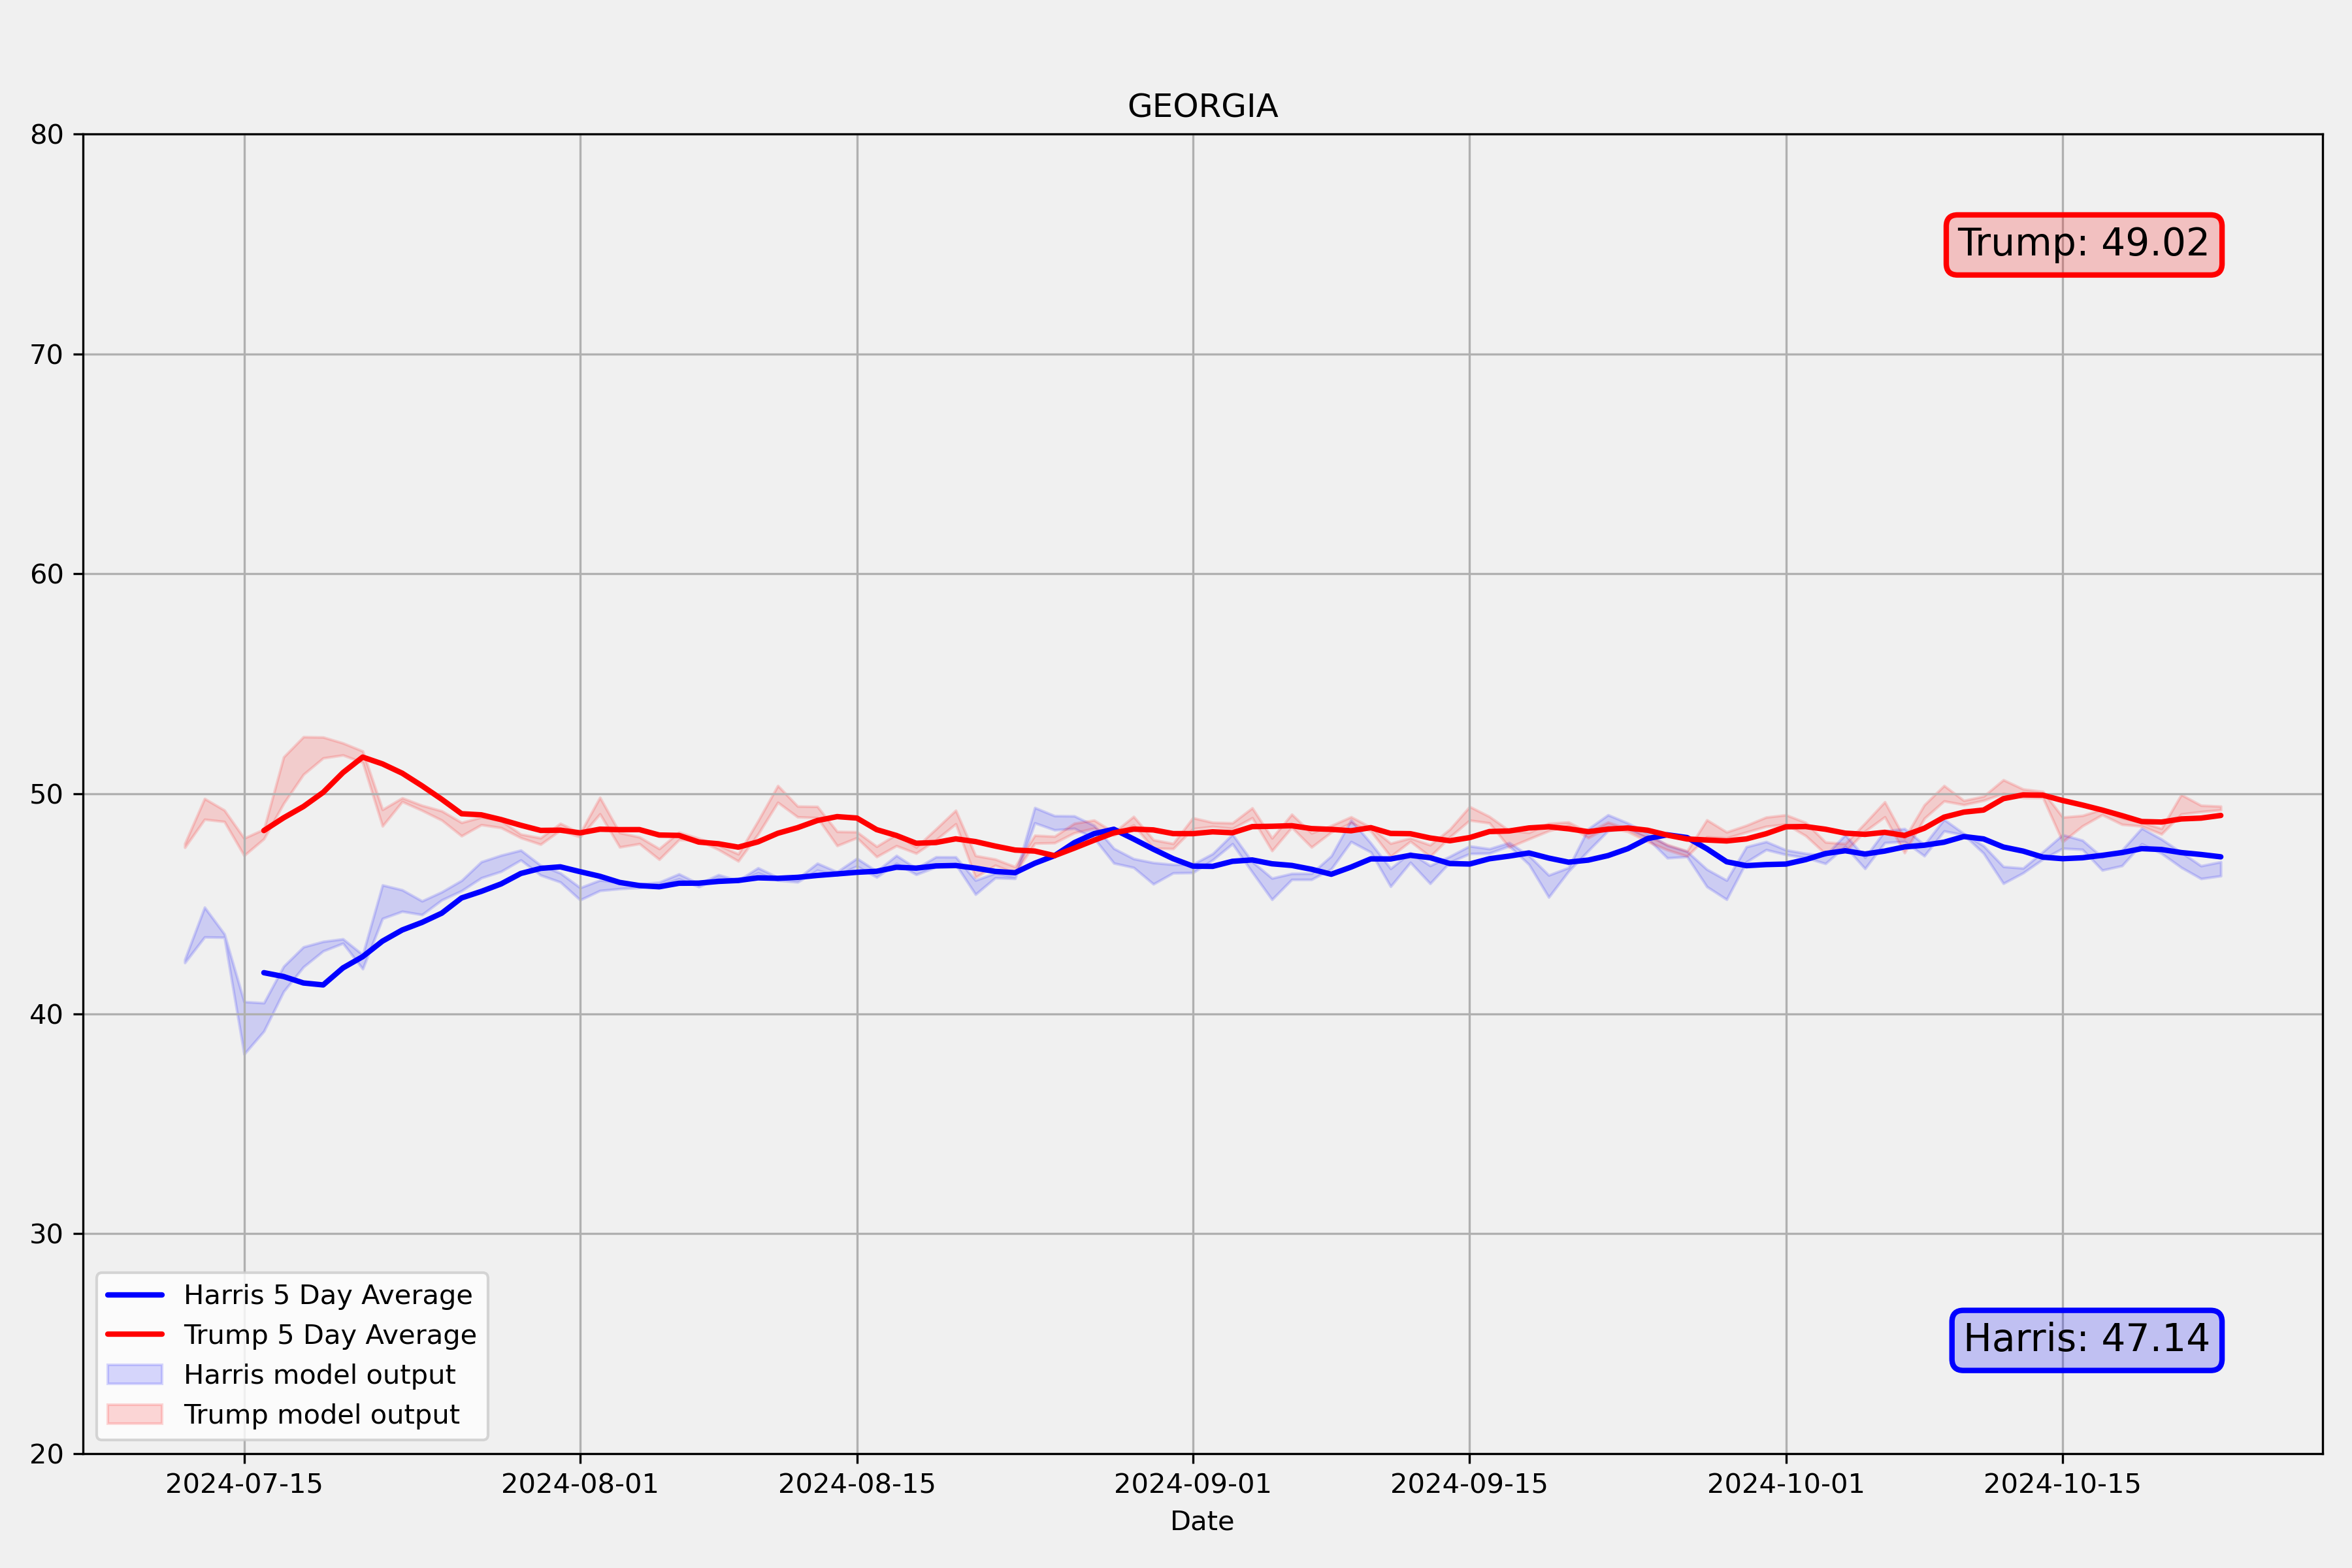 GEORGIA
80
70
60
50
40
30
20
Trump: 49.02
Harris: 47.14
Harris 5 Day Average
Trump 5 Day Average
Harris model output
Trump model output
2024-07-15
2024-08-01
2024-08-15
2024-09-01
2024-09-15
2024-10-01
2024-10-15
Date